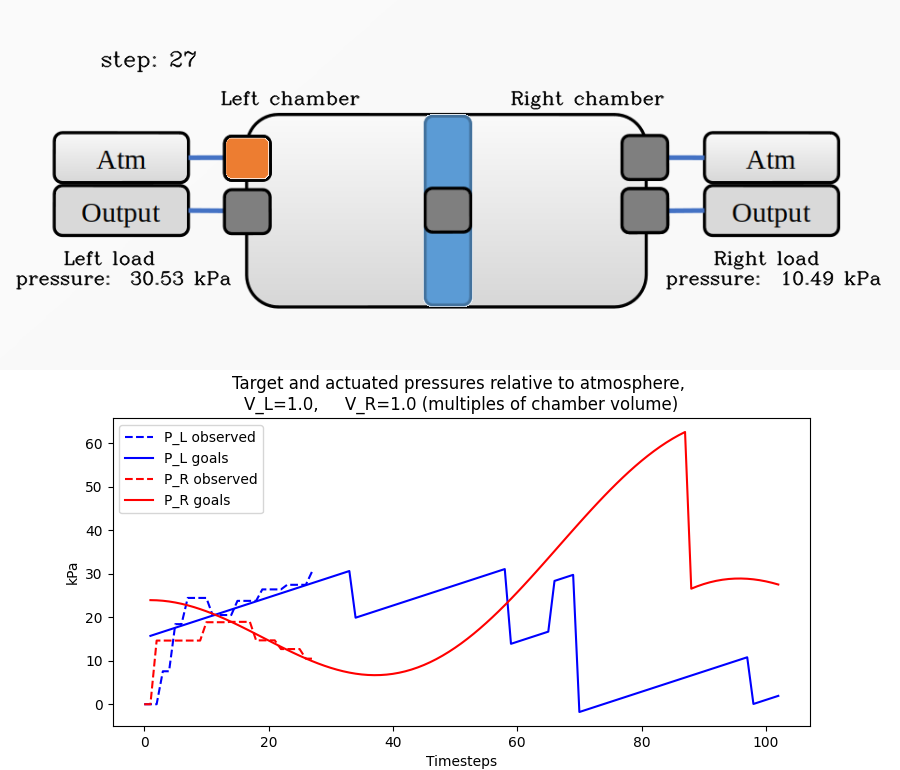 step: 27
Left chamber
Right chamber
Atm
Atm
Output
Output
Left load
pressure: 30.53 kPa
Right load
pressure: 10.49 kPa
Target and actuated pressures relative to atmosphere,
V_L=1.0, V_R=1.0 (multiples of chamber volume)
P_L observed
P_L goals
P_R observed
P_R goals
60
50
40
30
20
10
0
kPa
0 20 40 60 80 100
Timesteps